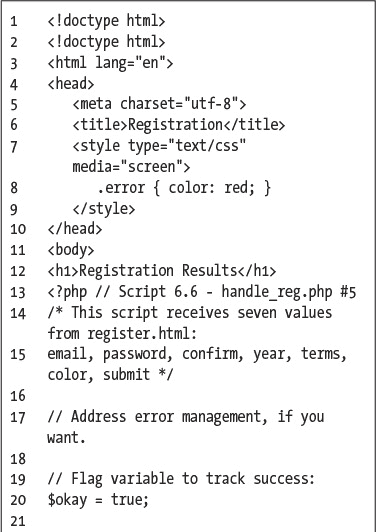 1 <!doctype html>
2 <!doctype html>
3 <html lang="en">
4 <head>
5 <meta charset="utf-8">
6 <title>Registration</title>
7 <style type="text/css"
media="screen">
8 .error { color: red; }
9 </style>
10 </head>
11 <body>
12 <h1>Registration Results</h1>
13 <?php // Script 6.6 - handle_reg.php #5
14 /* This script receives seven values
from register.html:
15 email, password, confirm, year, terms,
color, submit */
16
17 // Address error management, if you
want.
18
19 // Flag variable to track success:
20 $okay = true;
21